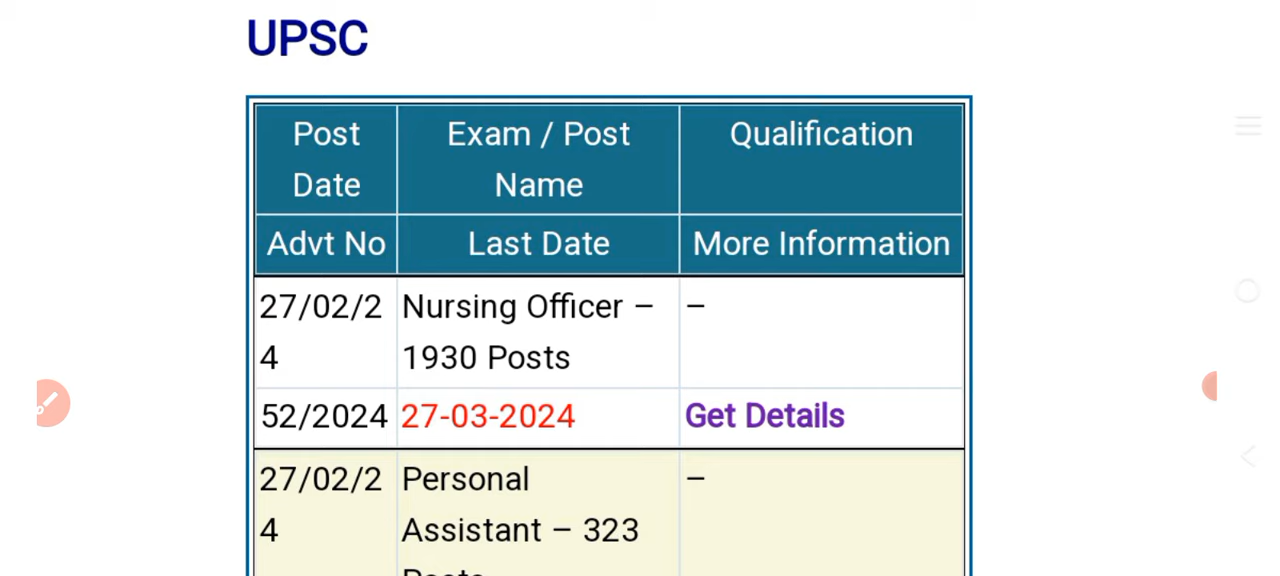 UPSC
Post Exam / Post Qualification
Date Name
Advt No Last Date More Information
27/02/2 Nursing Officer – –
4 1930 Posts
52/2024 27-03-2024 Get Details
27/02/2 Personal –
4 Assistant – 323
Posts